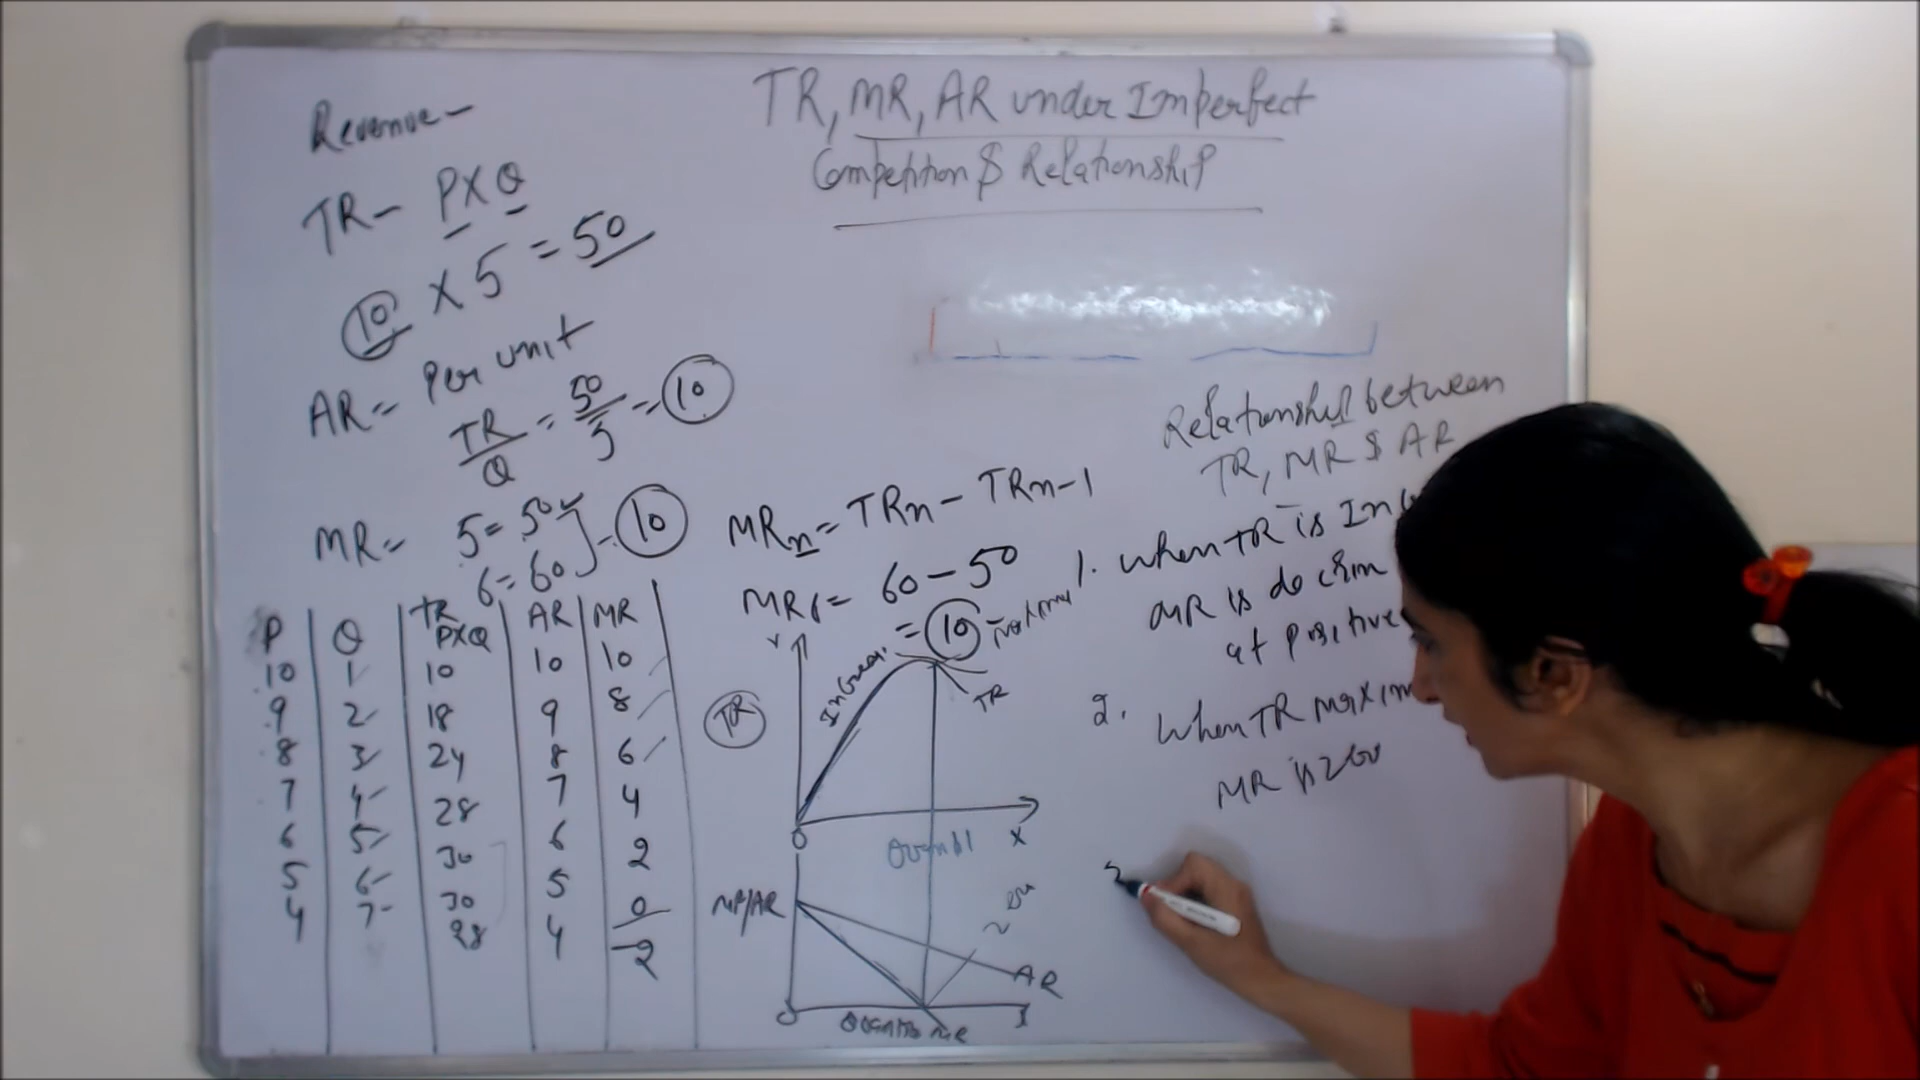 TR, MR, AR under Imperfect
Competition $ Relationship
Revenue -
TR - P X Q
10 X 5 = 50
AR = Per unit
TR/Q = 50/5 = 10
MR = 5 = 50
6 = 60
- 10
MRn = TRn - TRn-1
MR6 = 60 - 50
= 10
P | Q | TR PXQ | AR | MR
10 | 1 | 10 | 10 | 10
9 | 2 | 18 | 9 | 8
8 | 3 | 24 | 8 | 6
7 | 4 | 28 | 7 | 4
6 | 5 | 30 | 6 | 2
5 | 6 | 30 | 5 | 0
4 | 7 | 28 | 4 | -2
Y
TR
TR
O
X
MR/AR
AR
O
X
MR
Relationship between
TR, MR $ AR
1. When TR is
MR is
at positive
2. When TR
MR is